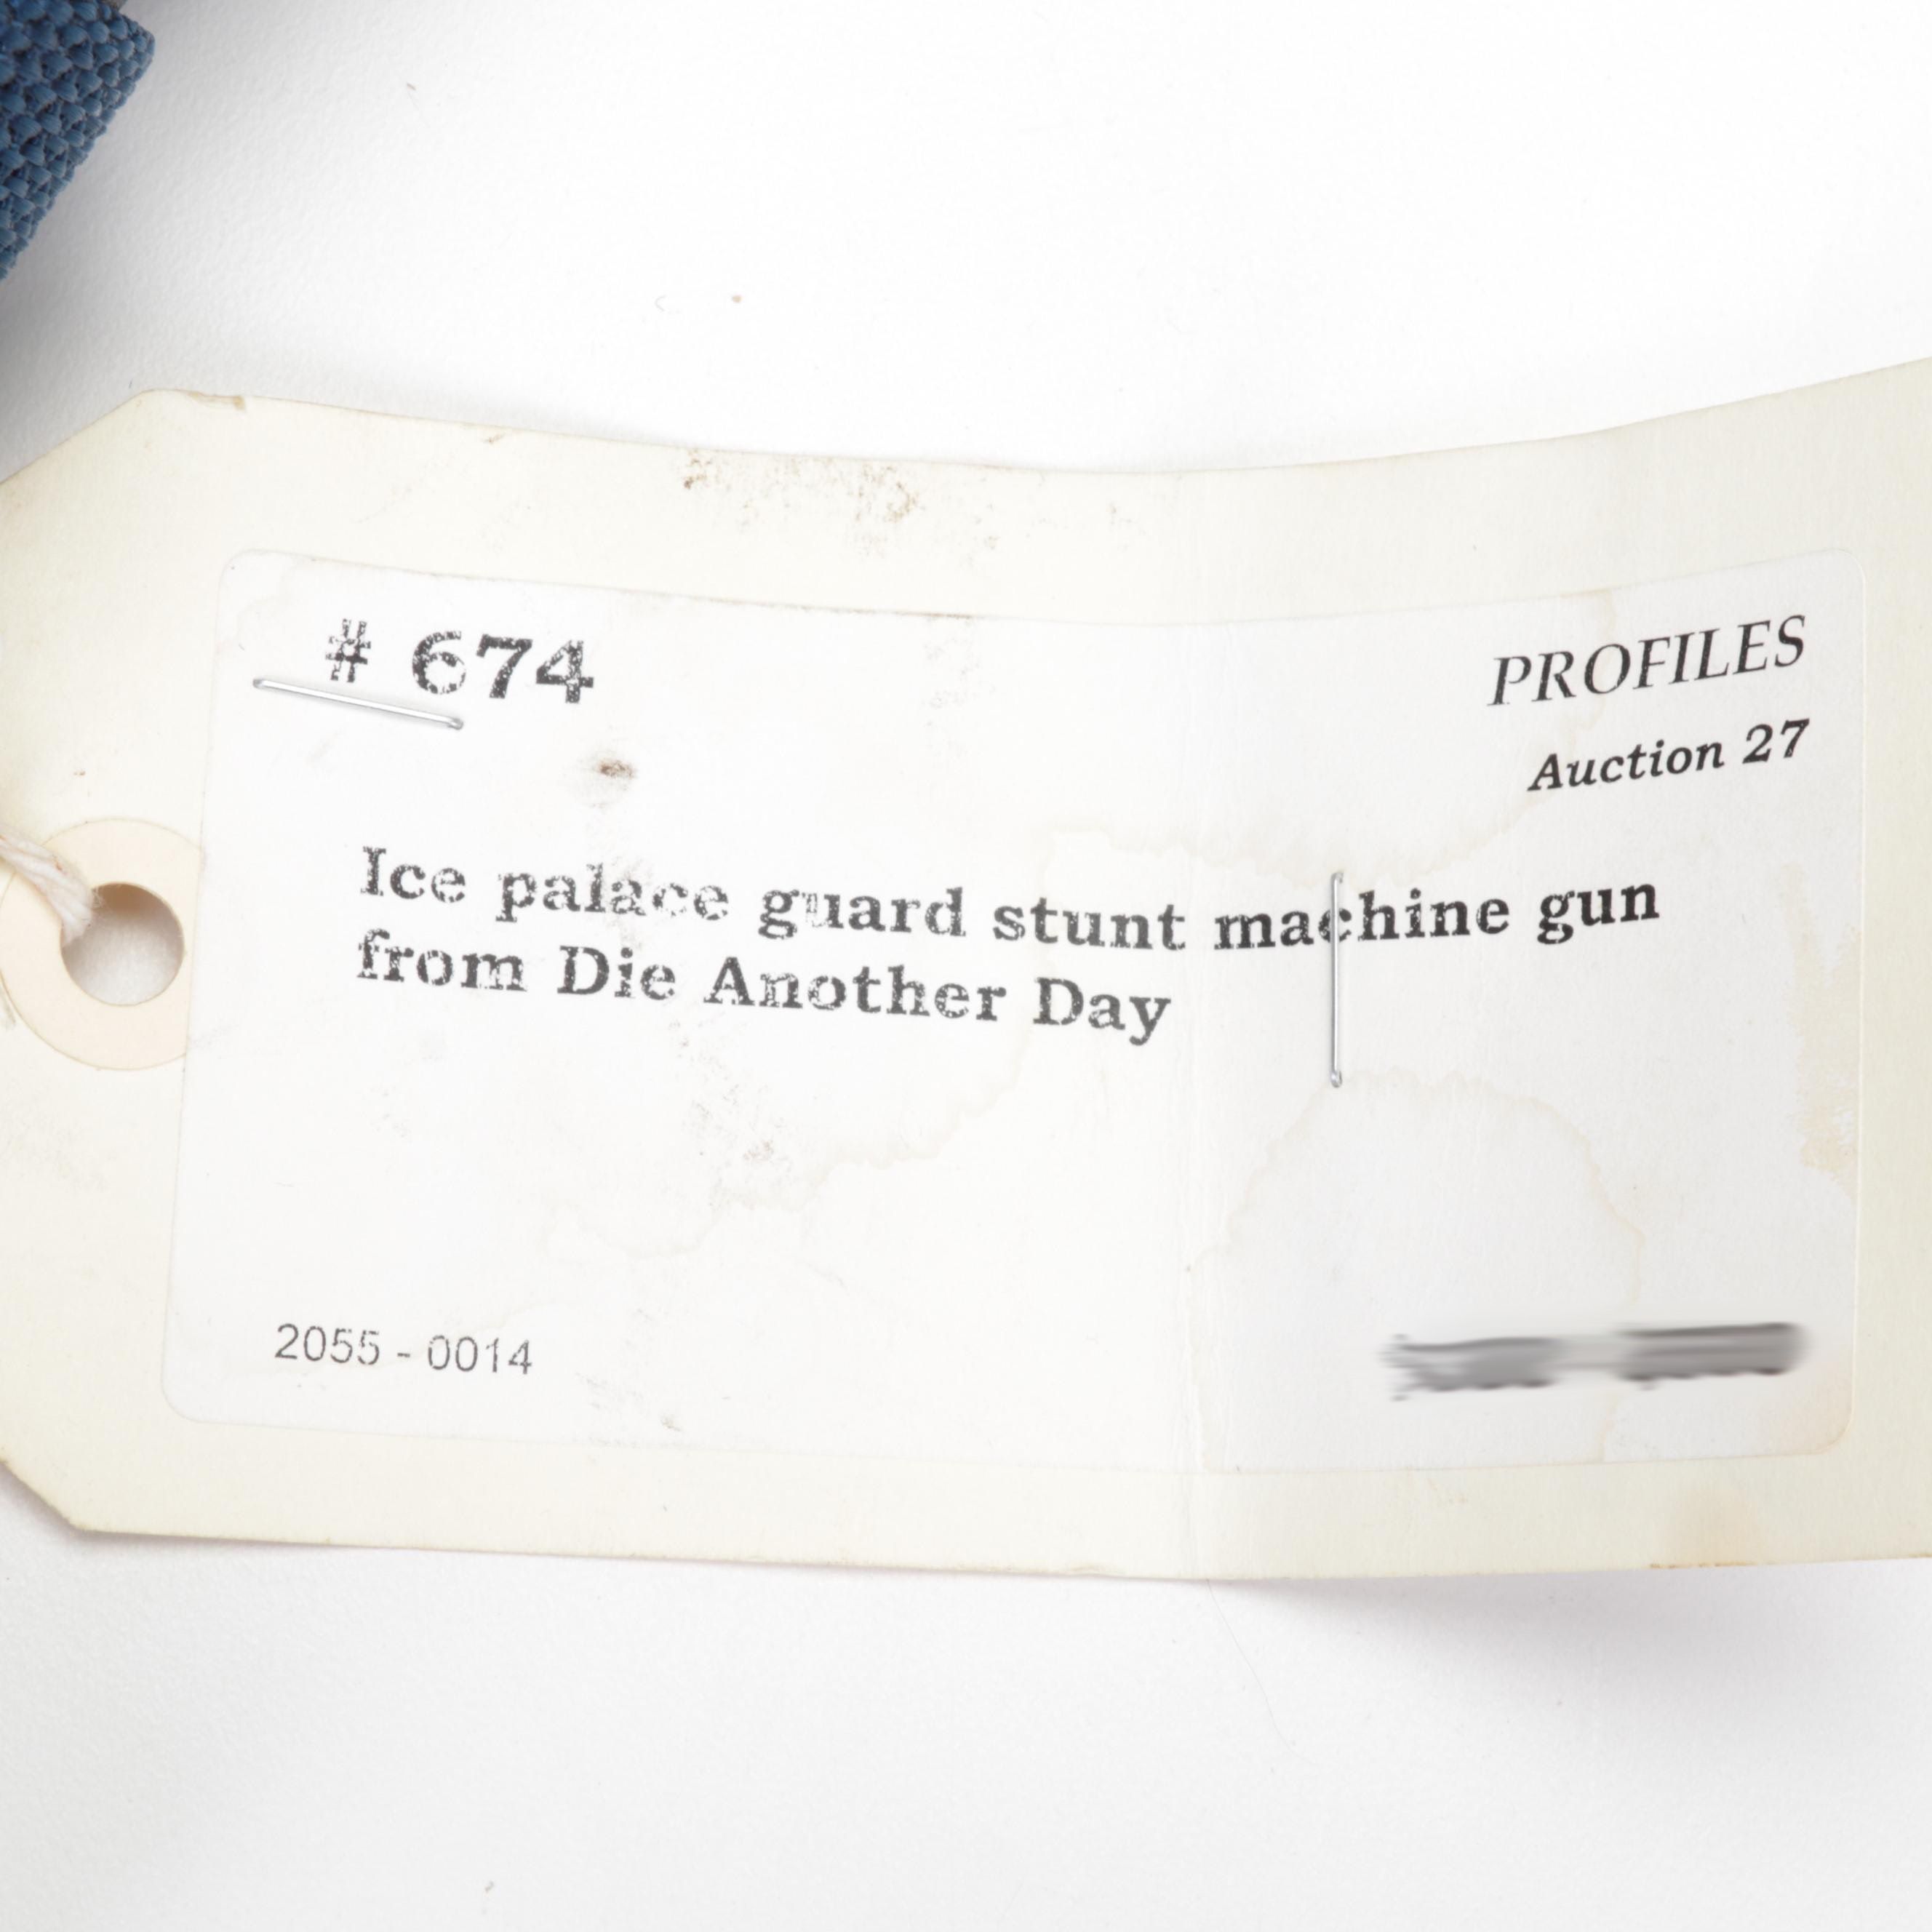 # 674
PROFILES
Auction 27
Ice palace guard stunt machine gun
from Die Another Day
2055 - 0014